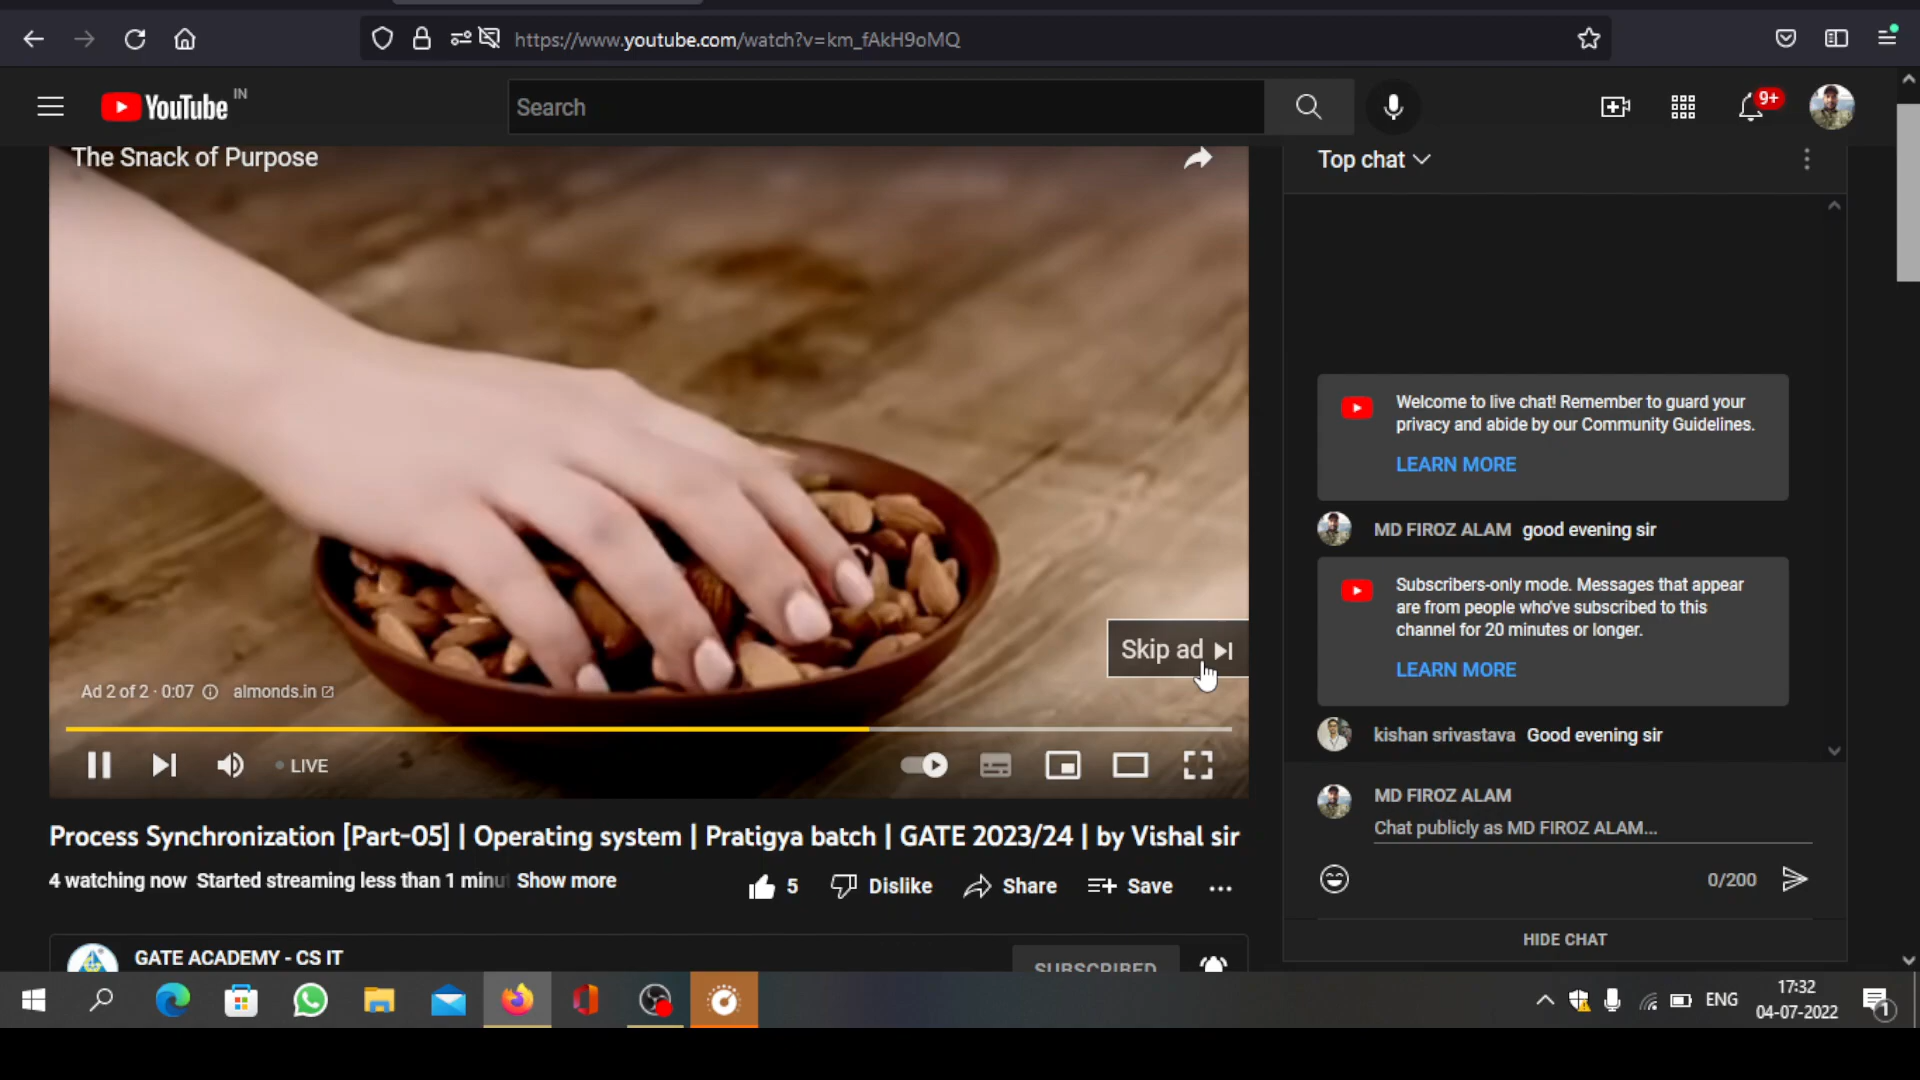 https://www.youtube.com/watch?v=km_fAkH9oMQ
YouTube IN
Search
9+
The Snack of Purpose
Top chat
Welcome to live chat! Remember to guard your
privacy and abide by our Community Guidelines.
LEARN MORE
MD FIROZ ALAM good evening sir
Subscribers-only mode. Messages that appear
are from people who've subscribed to this
channel for 20 minutes or longer.
LEARN MORE
kishan srivastava Good evening sir
Skip ad
Ad 2 of 2 · 0:07 almonds.in
LIVE
MD FIROZ ALAM
Chat publicly as MD FIROZ ALAM...
0/200
HIDE CHAT
Process Synchronization [Part-05] | Operating system | Pratigya batch | GATE 2023/24 | by Vishal sir
4 watching now Started streaming less than 1 minu Show more
5 Dislike Share Save
GATE ACADEMY - CS IT
SUBSCRIBED
ENG
17:32
04-07-2022
1